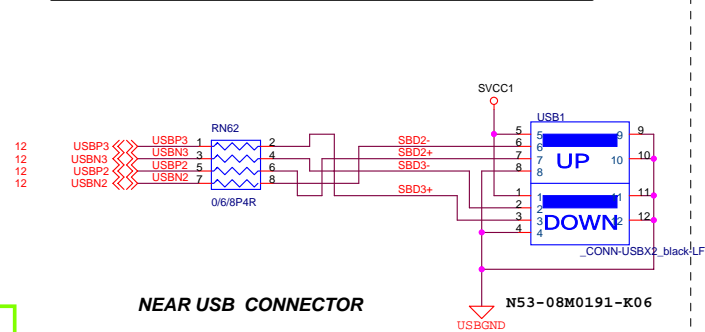 SVCC1
RN62
USB1
12 USBP3 USBP3 1 2 SBD2- 5 5 9 9
12 USBN3 USBN3 3 4 SBD2+ 6 6 UP
12 USBP2 USBP2 5 6 SBD3- 7 7 10 10
12 USBN2 USBN2 7 8 8 8
0/6/8P4R SBD3+ 1 1 11 11
2 2
3 3 DOWN 12 12
4 4
_CONN-USBX2_black-LF
NEAR USB CONNECTOR
N53-08M0191-K06
USBGND